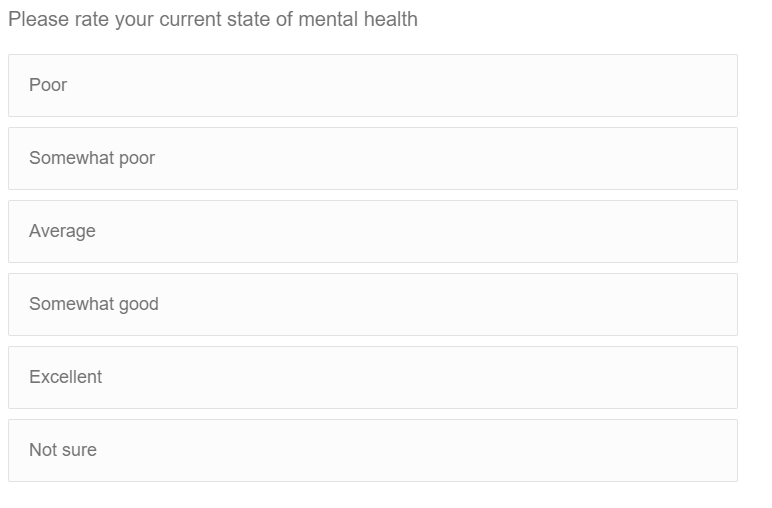 Please rate your current state of mental health
Poor
Somewhat poor
Average
Somewhat good
Excellent
Not sure